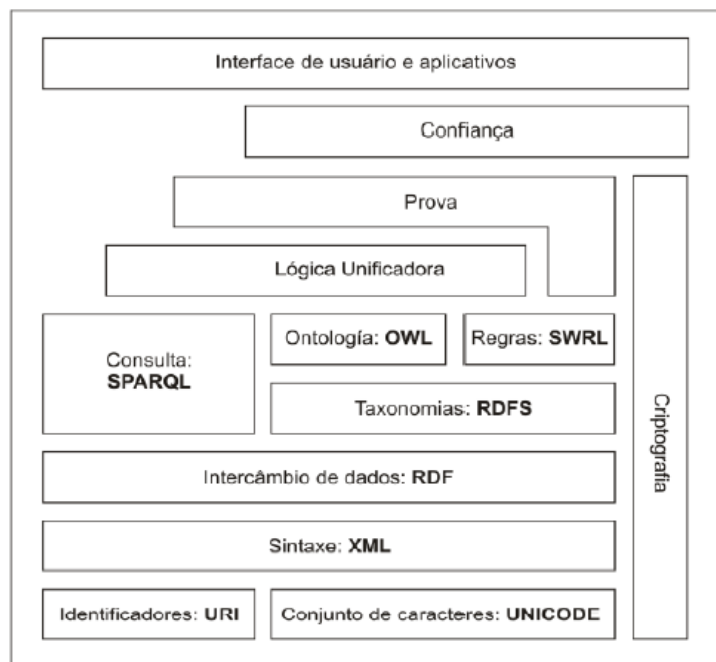 Interface de usuário e aplicativos
Confiança
Prova
Lógica Unificadora
Consulta:
SPARQL
Ontología: OWL
Regras: SWRL
Taxonomias: RDFS
Intercâmbio de dados: RDF
Sintaxe: XML
Identificadores: URI
Conjunto de caracteres: UNICODE
Criptografia